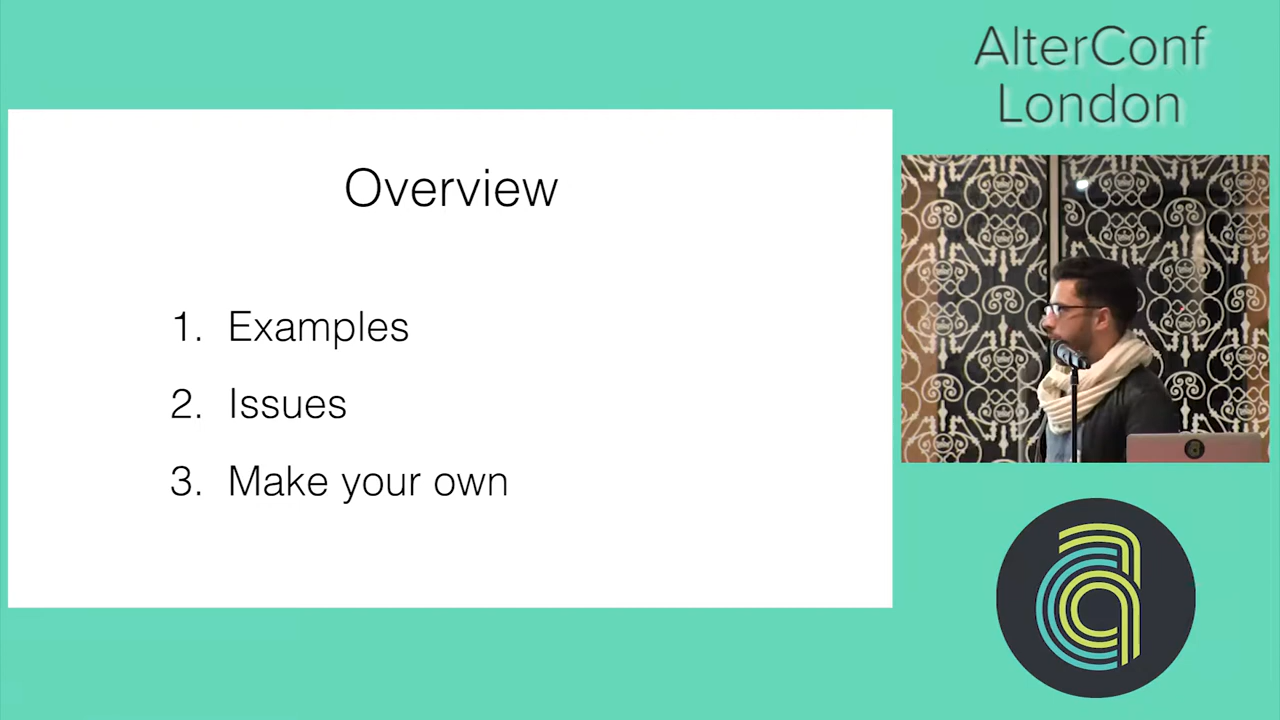 AlterConf
London
Overview
1. Examples
2. Issues
3. Make your own